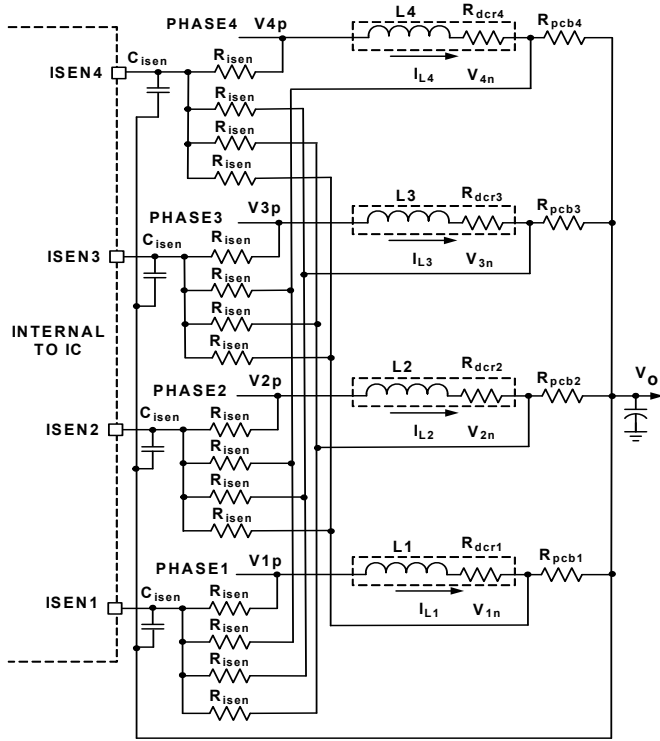 PHASE4 V4p L4 Rdcr4 Rpcb4
ISEN4 Cisen Risen IL4 V4n
Risen
Risen
Risen
PHASE3 V3p L3 Rdcr3 Rpcb3
ISEN3 Cisen Risen IL3 V3n
Risen
Risen
Risen
INTERNAL
TO IC
PHASE2 V2p L2 Rdcr2 Rpcb2 Vo
ISEN2 Cisen Risen IL2 V2n
Risen
Risen
Risen
PHASE1 V1p L1 Rdcr1 Rpcb1
ISEN1 Cisen Risen IL1 V1n
Risen
Risen
Risen